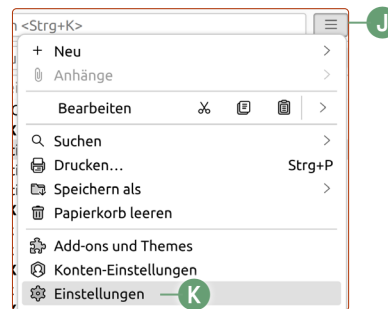 <Strg+K>
J
+ Neu >
Anhänge >
Bearbeiten >
Suchen >
Drucken... Strg+P
Speichern als >
Papierkorb leeren
Add-ons und Themes
Konten-Einstellungen
Einstellungen K